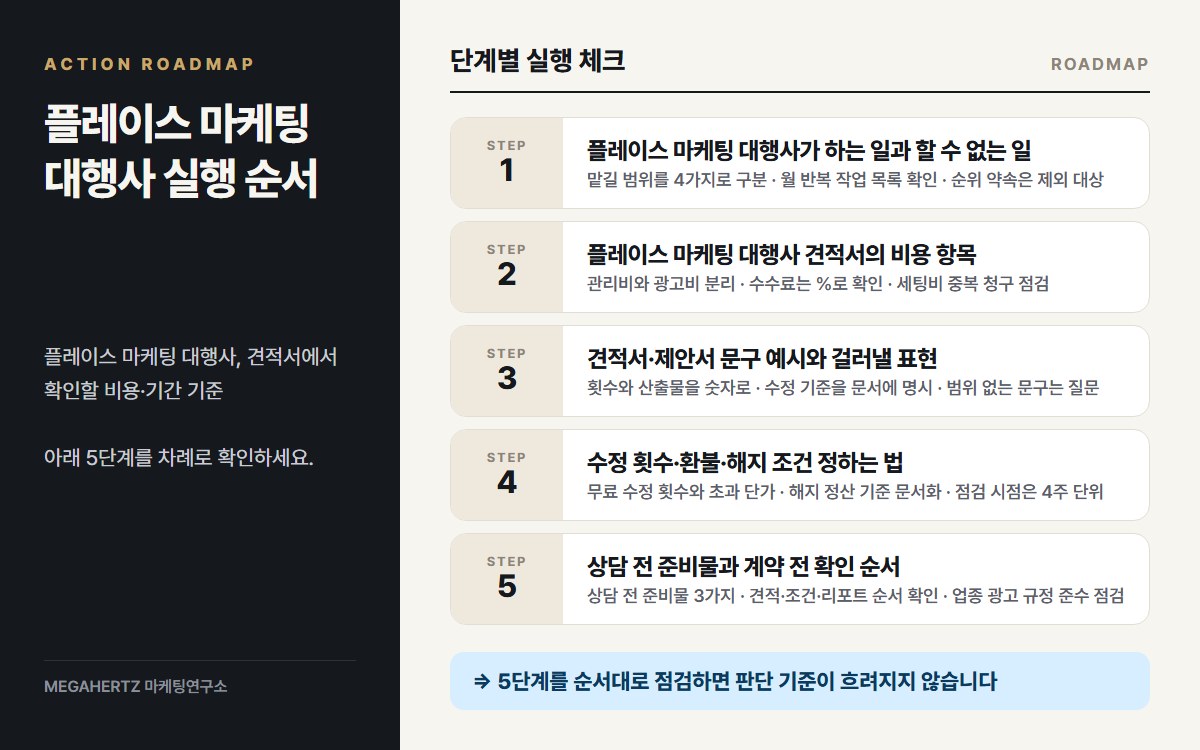 ACTION ROADMAP
플레이스 마케팅
대행사 실행 순서
플레이스 마케팅 대행사, 견적서에서
확인할 비용·기간 기준
아래 5단계를 차례로 확인하세요.
MEGAHERTZ 마케팅연구소
단계별 실행 체크
ROADMAP
STEP
1
플레이스 마케팅 대행사가 하는 일과 할 수 없는 일
맡길 범위를 4가지로 구분 · 월 반복 작업 목록 확인 · 순위 약속은 제외 대상
STEP
2
플레이스 마케팅 대행사 견적서의 비용 항목
관리비와 광고비 분리 · 수수료는 %로 확인 · 세팅비 중복 청구 점검
STEP
3
견적서·제안서 문구 예시와 걸러낼 표현
횟수와 산출물을 숫자로 · 수정 기준을 문서에 명시 · 범위 없는 문구는 질문
STEP
4
수정 횟수·환불·해지 조건 정하는 법
무료 수정 횟수와 초과 단가 · 해지 정산 기준 문서화 · 점검 시점은 4주 단위
STEP
5
상담 전 준비물과 계약 전 확인 순서
상담 전 준비물 3가지 · 견적·조건·리포트 순서 확인 · 업종 광고 규정 준수 점검
→ 5단계를 순서대로 점검하면 판단 기준이 흐려지지 않습니다